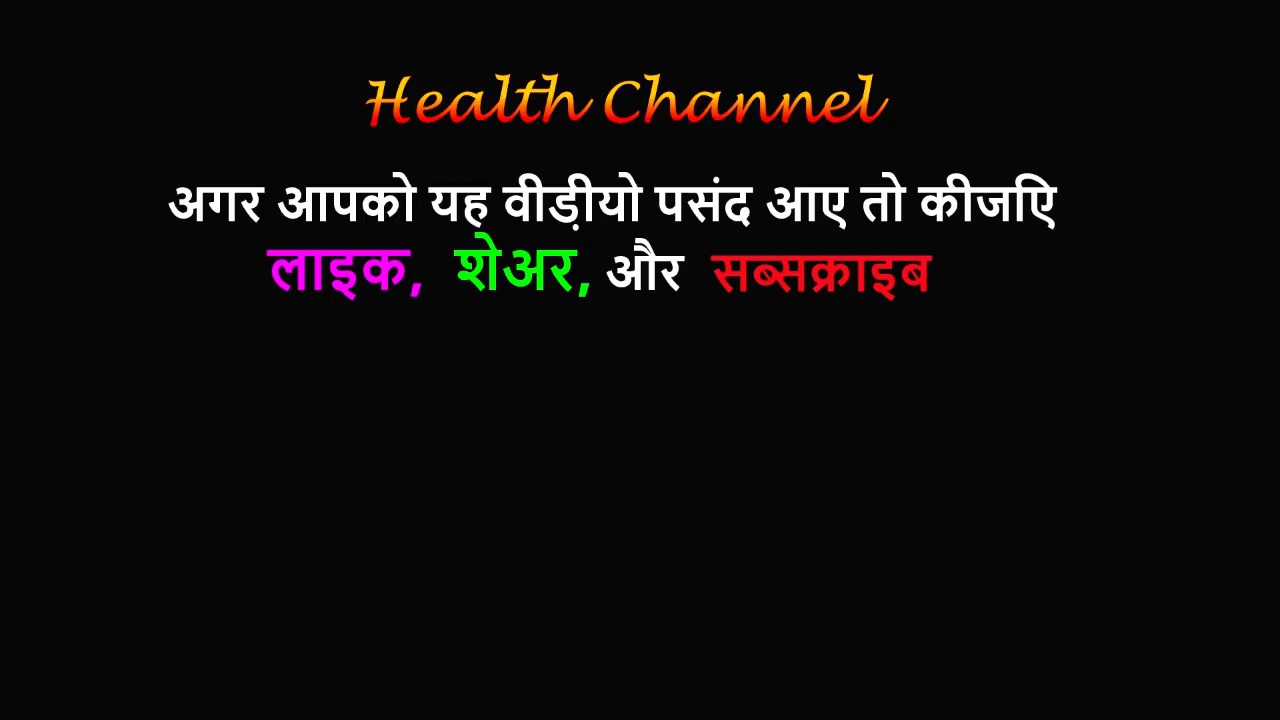 Health Channel
अगर आपको यह वीड़ीयो पसंद आए तो कीजिए
लाइक, शेअर, और सब्सक्राइब